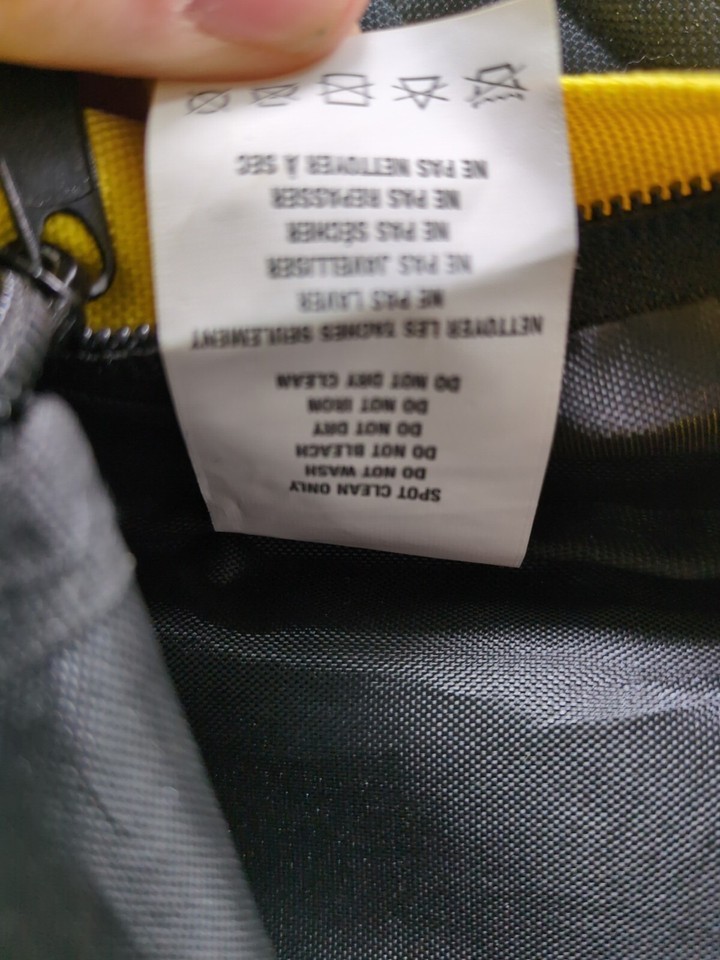 SPOT CLEAN ONLY
DO NOT WASH
DO NOT BLEACH
DO NOT DRY
DO NOT IRON
DO NOT DRY CLEAN
NETTOYER LES TACHES SEULEMENT
NE PAS LAVER
NE PAS JAVELLISER
NE PAS SÉCHER
NE PAS REPASSER
NE PAS NETTOYER À SEC